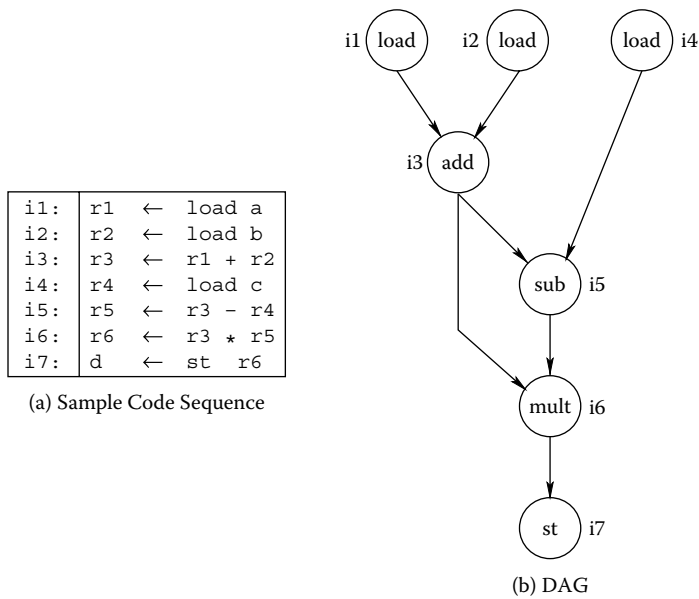 i1: r1 ← load a
i2: r2 ← load b
i3: r3 ← r1 + r2
i4: r4 ← load c
i5: r5 ← r3 – r4
i6: r6 ← r3 * r5
i7: d ← st r6
(a) Sample Code Sequence
i1 load i2 load load i4
i3 add
sub i5
mult i6
st i7
(b) DAG